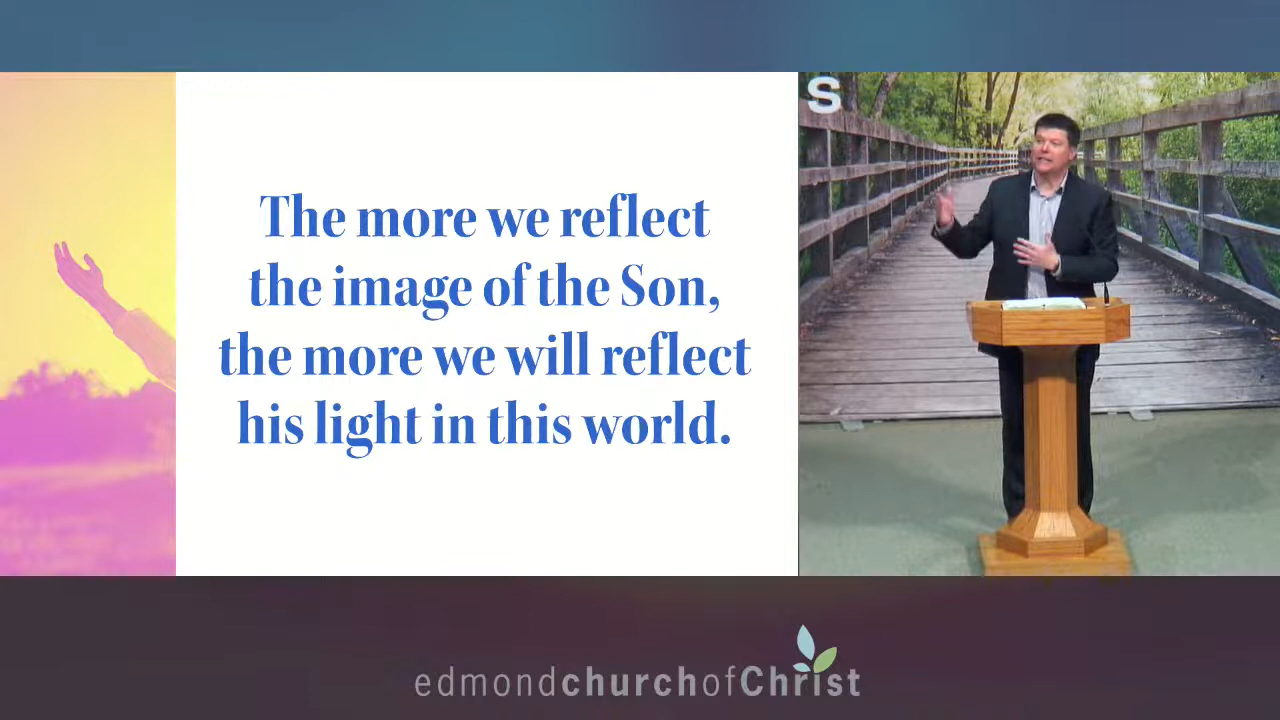 The more we reflect
the image of the Son,
the more we will reflect
his light in this world.
S
edmondchurchofChrist